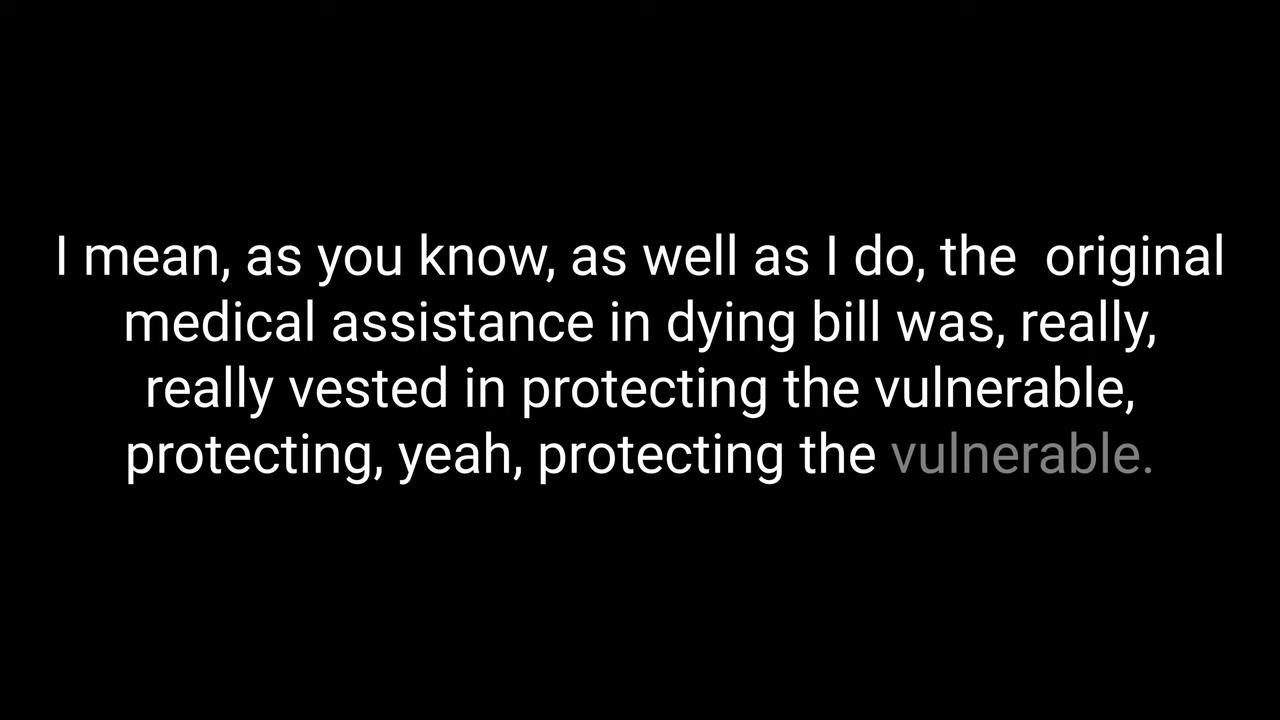 I mean, as you know, as well as I do, the  original
medical assistance in dying bill was, really,
really vested in protecting the vulnerable,
protecting, yeah, protecting the vulnerable.